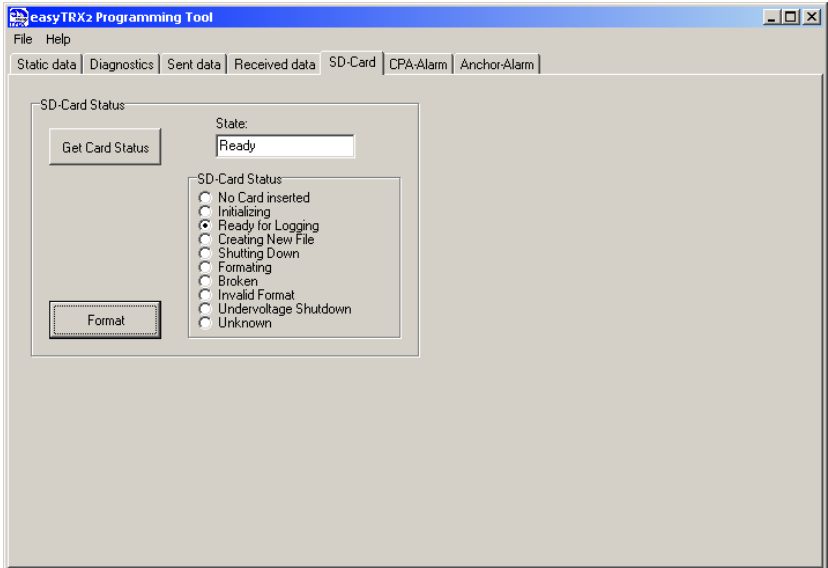 easyTRX2 Programming Tool
File Help
Static data Diagnostics Sent data Received data SD-Card CPA-Alarm Anchor-Alarm
SD-Card Status
Get Card Status
State:
Ready
SD-Card Status
No Card inserted
Initializing
Ready for Logging
Creating New File
Shutting Down
Formating
Broken
Invalid Format
Undervoltage Shutdown
Unknown
Format